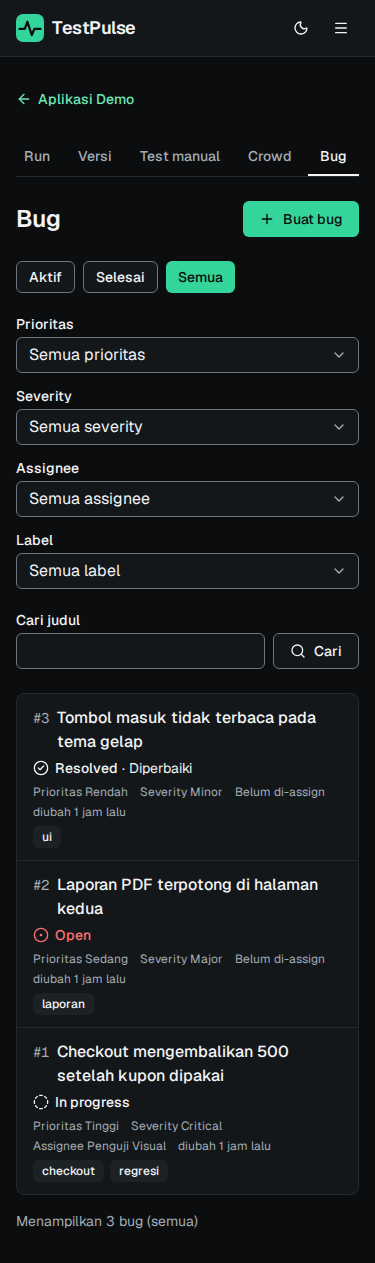 TestPulse
Aplikasi Demo
Run Versi Test manual Crowd Bug
Bug
Buat bug
Aktif Selesai Semua
Prioritas
Semua prioritas
Severity
Semua severity
Assignee
Semua assignee
Label
Semua label
Cari judul
Cari
#3 Tombol masuk tidak terbaca pada
tema gelap
Resolved · Diperbaiki
Prioritas Rendah Severity Minor Belum di-assign
diubah 1 jam lalu
ui
#2 Laporan PDF terpotong di halaman
kedua
Open
Prioritas Sedang Severity Major Belum di-assign
diubah 1 jam lalu
laporan
#1 Checkout mengembalikan 500
setelah kupon dipakai
In progress
Prioritas Tinggi Severity Critical
Assignee Penguji Visual diubah 1 jam lalu
checkout regresi
Menampilkan 3 bug (semua)